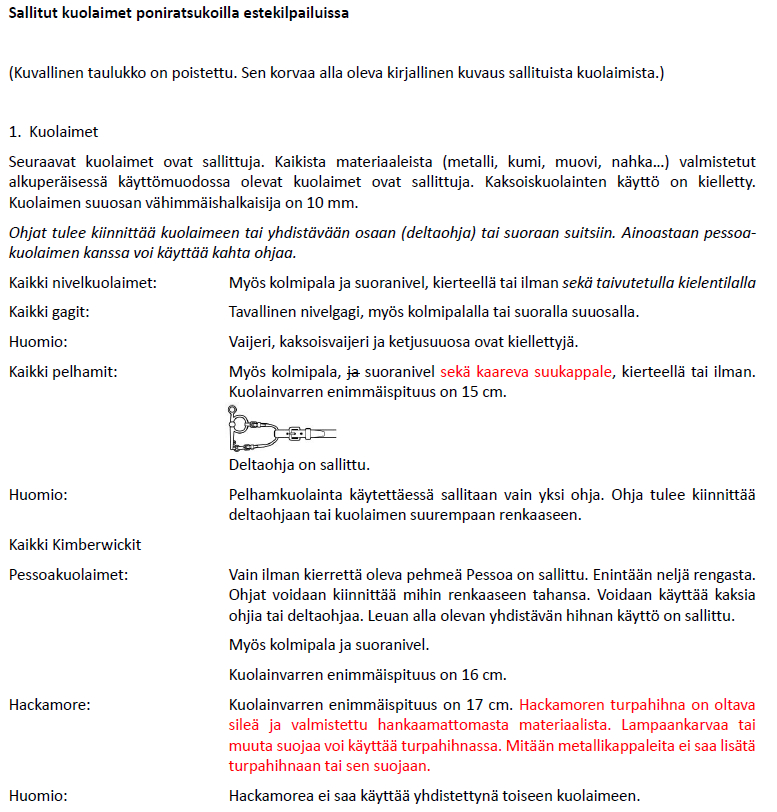 Sallitut kuolaimet poniratsukoilla estekilpailuissa
(Kuvallinen taulukko on poistettu. Sen korvaa alla oleva kirjallinen kuvaus sallituista kuolaimista.)
1. Kuolaimet
Seuraavat kuolaimet ovat sallittuja. Kaikista materiaaleista (metalli, kumi, muovi, nahka...) valmistetut
alkuperäisessä käyttömuodossa olevat kuolaimet ovat sallittuja. Kaksoiskuolainten käyttö on kielletty.
Kuolaimen suuosan vähimmäishalkaisija on 10 mm.
Ohjat tulee kiinnittää kuolaimeen tai yhdistävään osaan (deltaohja) tai suoraan suitsiin. Ainoastaan pessoa-
kuolaimen kanssa voi käyttää kahta ohjaa.
Kaikki nivelkuolaimet: Myös kolmipala ja suoranivel, kierteellä tai ilman sekä taivutetulla kielentilalla
Kaikki gagit: Tavallinen nivelgagi, myös kolmipalalla tai suoralla suuosalla.
Huomio: Vaijeri, kaksoisvaijeri ja ketjusuuosa ovat kiellettyjä.
Kaikki pelhamit: Myös kolmipala, ja suoranivel sekä kaareva suukappale, kierteellä tai ilman.
Kuolainvarren enimmäispituus on 15 cm.
Deltaohja on sallittu.
Huomio: Pelhamkuolainta käytettäessä sallitaan vain yksi ohja. Ohja tulee kiinnittää
deltaohjaan tai kuolaimen suurempaan renkaaseen.
Kaikki Kimberwickit
Pessoakuolaimet: Vain ilman kierrettä oleva pehmeä Pessoa on sallittu. Enintään neljä rengasta.
Ohjat voidaan kiinnittää mihin renkaaseen tahansa. Voidaan käyttää kaksia
ohjia tai deltaohjaa. Leuan alla olevan yhdistävän hihnan käyttö on sallittu.
Myös kolmipala ja suoranivel.
Kuolainvarren enimmäispituus on 16 cm.
Hackamore: Kuolainvarren enimmäispituus on 17 cm. Hackamoren turpahihna on oltava
sileä ja valmistettu hankaamattomasta materiaalista. Lampaankarvaa tai
muuta suojaa voi käyttää turpahihnassa. Mitään metallikappaleita ei saa lisätä
turpahihnaan tai sen suojaan.
Huomio: Hackamorea ei saa käyttää yhdistettynä toiseen kuolaimeen.